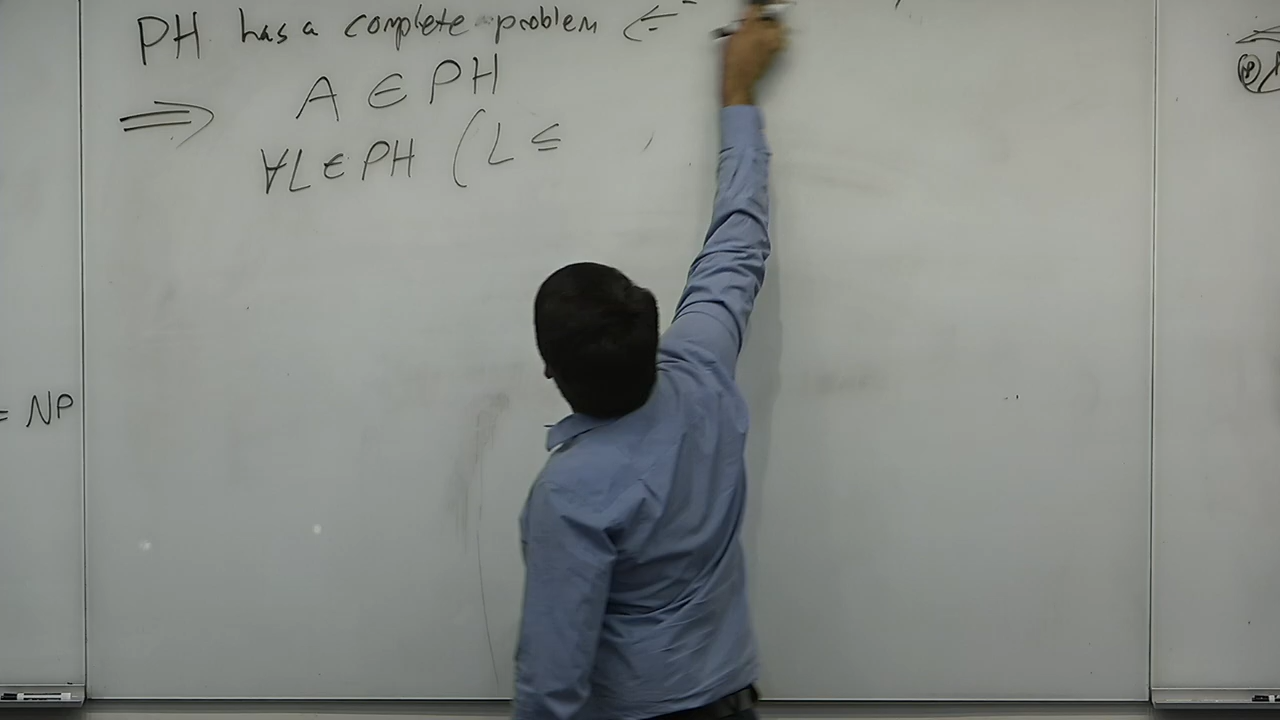 PH has a complete problem ⇐
⟹ A ∈ PH
∀L ∈ PH (L ≤
= NP